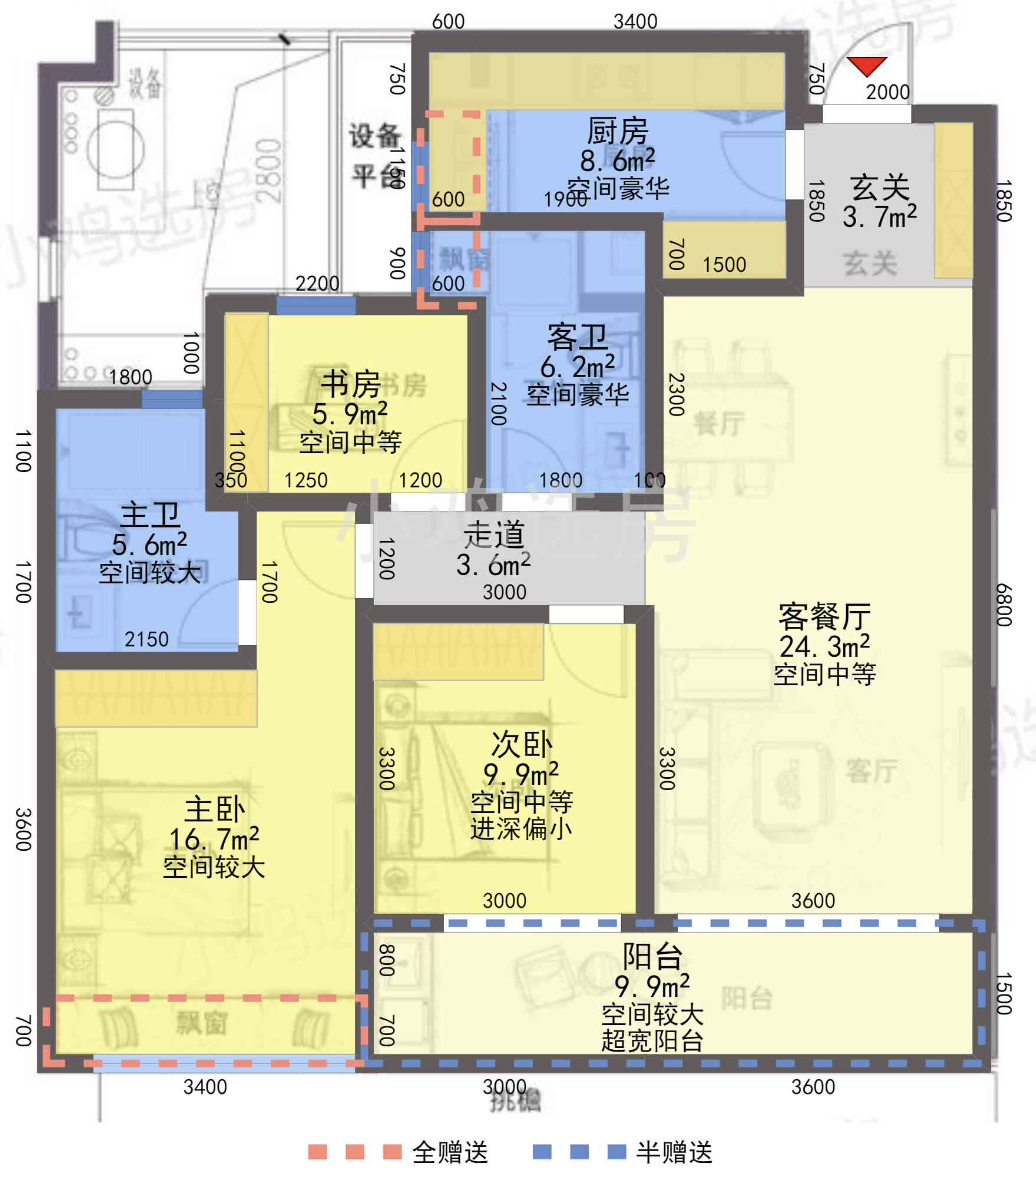 600
3400
750
750
2000
设备
2800
上空
设备
平台
1150
厨房
8.6m²
空间豪华
600
1900
玄关
3.7m²
玄关
1850
1850
飘窗
600
900
700
1500
2200
1000
1800
客卫
6.2m²
空间豪华
2100
1800
100
2300
餐厅
书房
书房
5.9m²
空间中等
1100
350
1250
1200
1100
主卫
5.6m²
空间较大
1700
2150
1700
走道
3.6m²
1200
3000
小鸡选房
客餐厅
24.3m²
空间中等
6800
客厅
次卧
9.9m²
空间中等
进深偏小
3300
3000
3300
3600
主卧
16.7m²
空间较大
3600
飘窗
700
阳台
9.9m²
空间较大
超宽阳台
阳台
800
700
1500
3400
3000
3600
挑檐
全赠送
半赠送